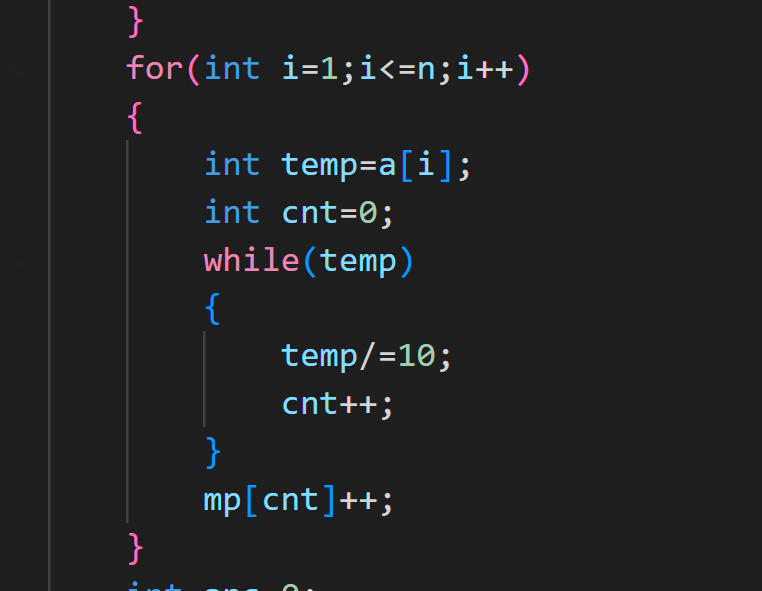 }
for(int i=1;i<=n;i++)
{
int temp=a[i];
int cnt=0;
while(temp)
{
temp/=10;
cnt++;
}
mp[cnt]++;
}